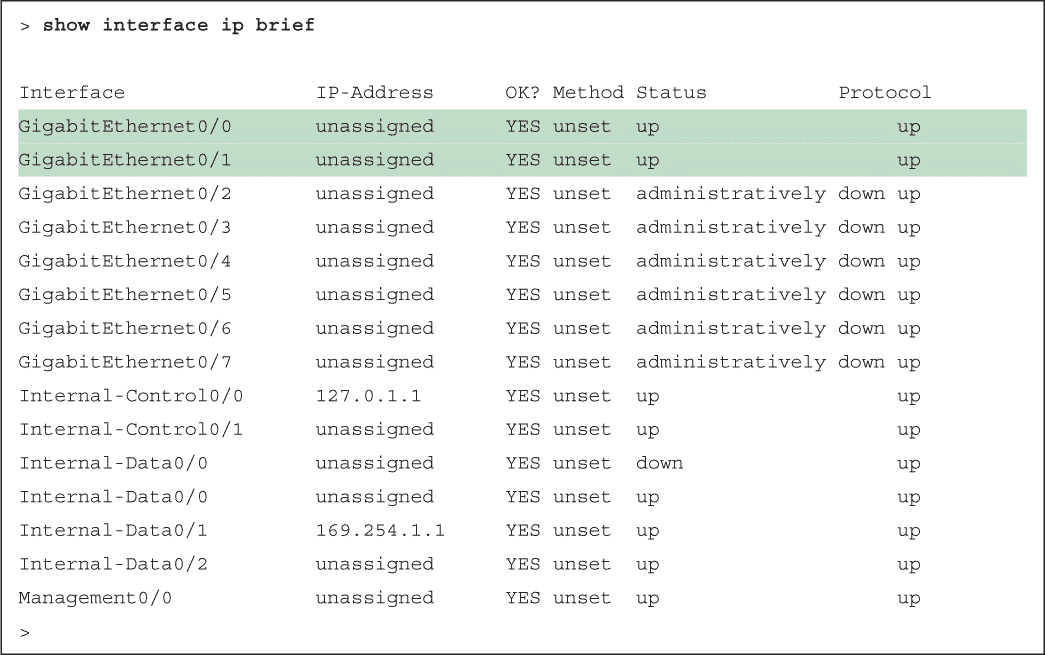 > show interface ip brief
Interface IP-Address OK? Method Status Protocol
GigabitEthernet0/0 unassigned YES unset up up
GigabitEthernet0/1 unassigned YES unset up up
GigabitEthernet0/2 unassigned YES unset administratively down up
GigabitEthernet0/3 unassigned YES unset administratively down up
GigabitEthernet0/4 unassigned YES unset administratively down up
GigabitEthernet0/5 unassigned YES unset administratively down up
GigabitEthernet0/6 unassigned YES unset administratively down up
GigabitEthernet0/7 unassigned YES unset administratively down up
Internal-Control0/0 127.0.1.1 YES unset up up
Internal-Control0/1 unassigned YES unset up up
Internal-Data0/0 unassigned YES unset down up
Internal-Data0/0 unassigned YES unset up up
Internal-Data0/1 169.254.1.1 YES unset up up
Internal-Data0/2 unassigned YES unset up up
Management0/0 unassigned YES unset up up
>